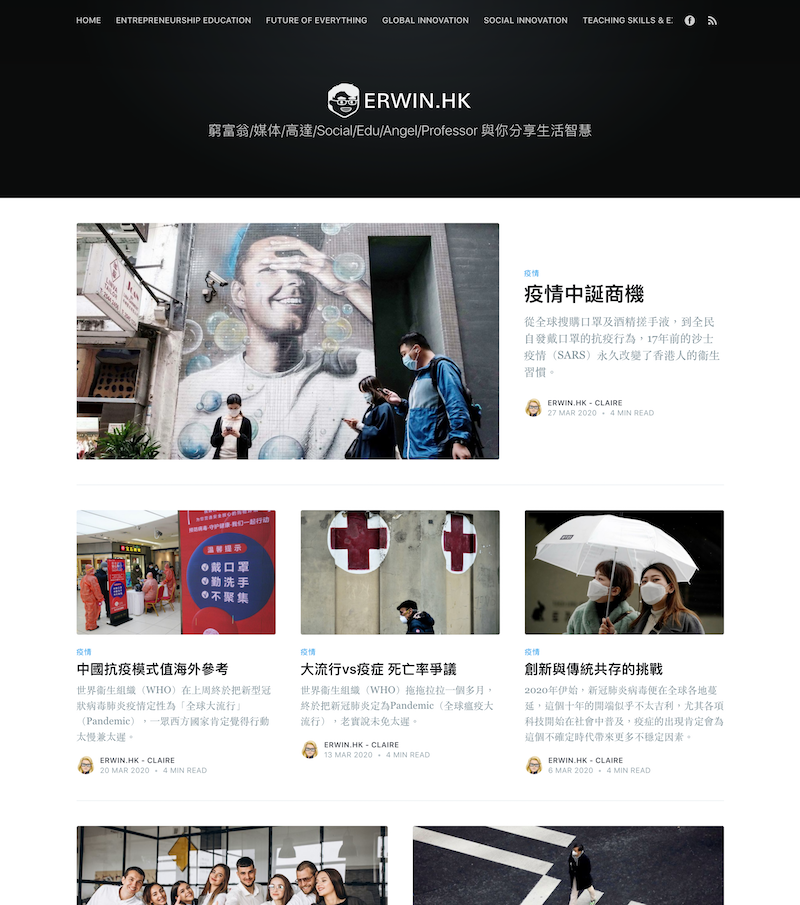 HOME ENTREPRENEURSHIP EDUCATION FUTURE OF EVERYTHING GLOBAL INNOVATION SOCIAL INNOVATION TEACHING SKILLS & E
ERWIN.HK
窮富翁/媒体/高達/Social/Edu/Angel/Professor 與你分享生活智慧
疫情
疫情中誕商機
從全球搜購口罩及酒精搓手液，到全民
自發戴口罩的抗疫行為，17年前的沙士
疫情（SARS）永久改變了香港人的衞生
習慣。
ERWIN.HK - CLAIRE
27 MAR 2020 • 4 MIN READ
温馨提示
戴口罩
勤洗手
不聚集
疫情
中國抗疫模式值海外參考
世界衞生組織（WHO）在上周終於把新型冠
狀病毒肺炎疫情定性為「全球大流行」
（Pandemic），一眾西方國家肯定覺得行動
太慢兼太遲。
ERWIN.HK - CLAIRE
20 MAR 2020 • 4 MIN READ
疫情
大流行vs疫症 死亡率爭議
世界衞生組織（WHO）拖拖拉拉一個多月，
終於把新冠肺炎定為Pandemic（全球瘟疫大
流行），老實說未免太遲。
ERWIN.HK - CLAIRE
13 MAR 2020 • 4 MIN READ
疫情
創新與傳統共存的挑戰
2020年伊始，新冠肺炎病毒便在全球各地蔓
延，這個十年的開端似乎不太吉利，尤其各項
科技開始在社會中普及，疫症的出現肯定會為
這個不確定時代帶來更多不穩定因素。
ERWIN.HK - CLAIRE
6 MAR 2020 • 4 MIN READ